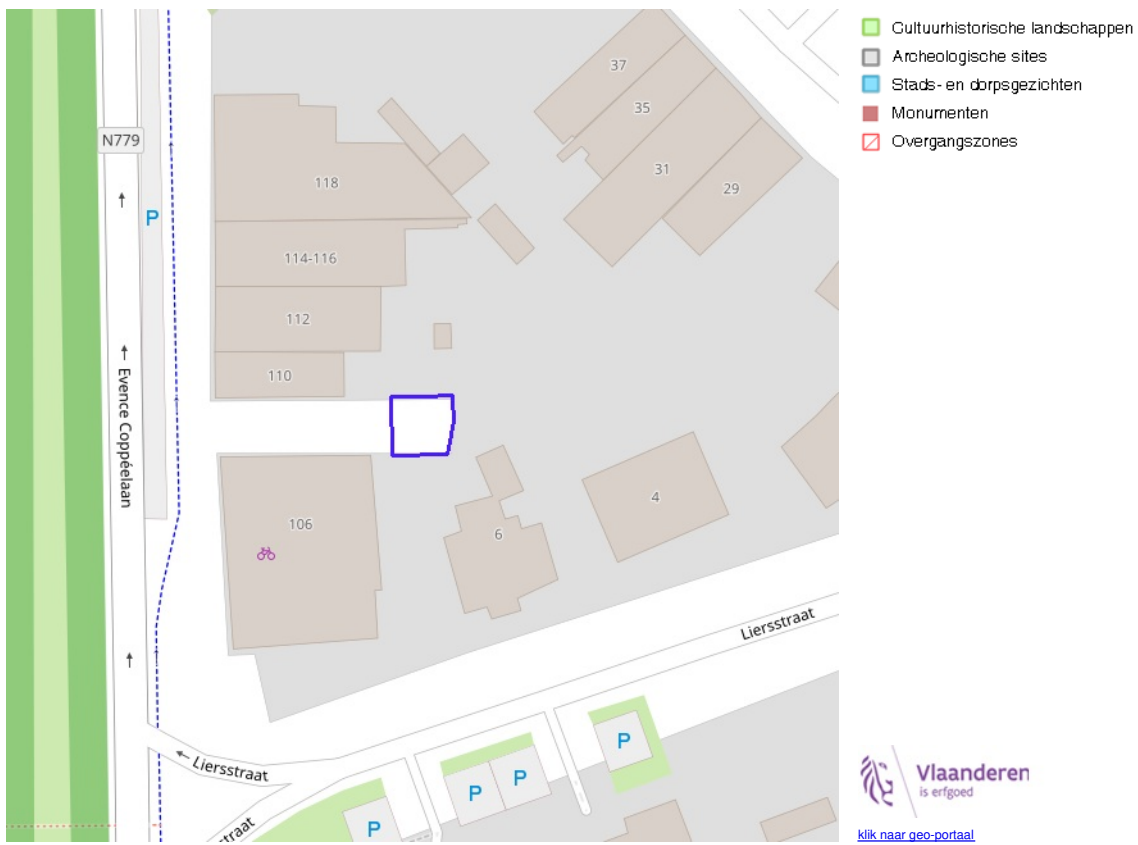 N779
P
Evence Coppéelaan
118
114-116
112
110
37
35
31
29
106
6
4
Liersstraat
Liersstraat
straat
P
P
P
P
Cultuurhistorische landschappen
Archeologische sites
Stads- en dorpsgezichten
Monumenten
Overgangszones
Vlaanderen
is erfgoed
klik naar geo-portaal